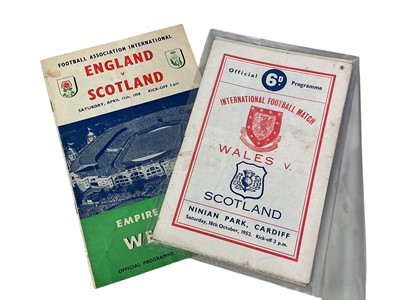 FOOTBALL ASSOCIATION INTERNATIONAL
ENGLAND
v
SCOTLAND
SATURDAY, APRIL 11th, 1959 KICK-OFF 3 pm
EMPIRE
WE
OFFICIAL PROGRAMME
Official 6D Programme
INTERNATIONAL FOOTBALL MATCH
WALES v.
SCOTLAND
NINIAN PARK, CARDIFF
Saturday, 18th October, 1952. Kick-off 3 p.m.